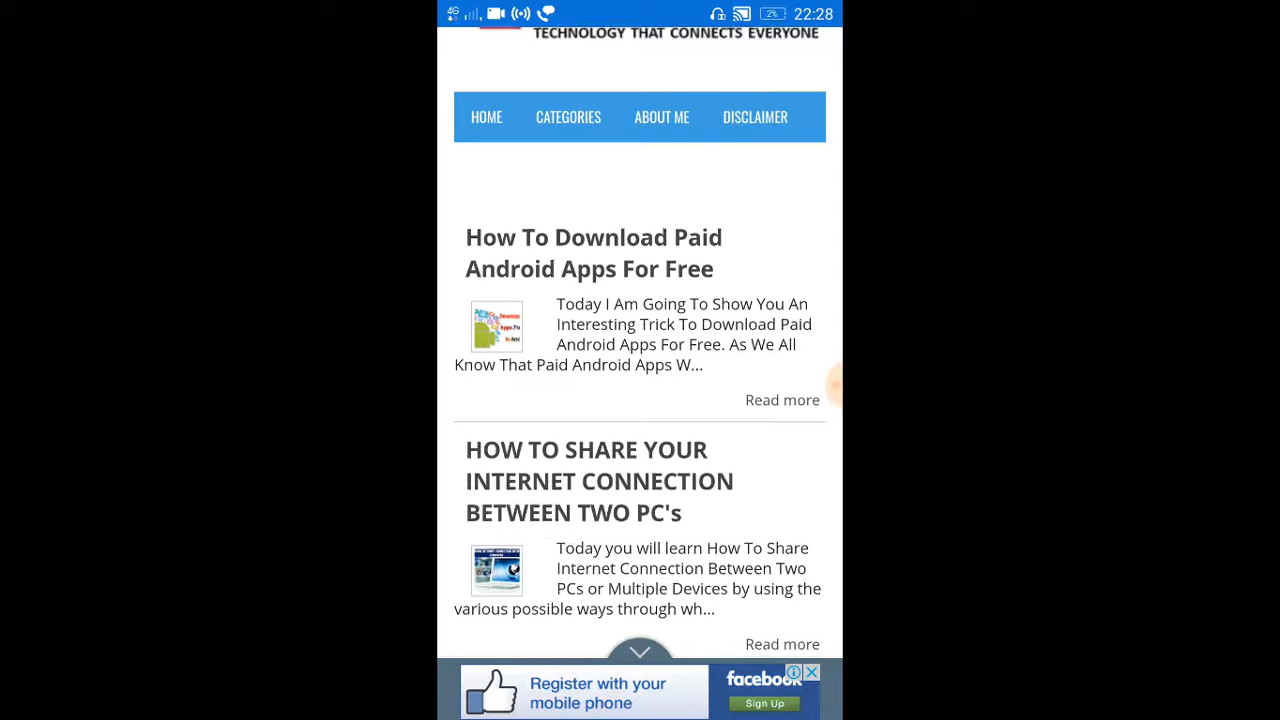 4G 2% 22:28
TECHNOLOGY THAT CONNECTS EVERYONE
HOME CATEGORIES ABOUT ME DISCLAIMER
How To Download Paid
Android Apps For Free
Today I Am Going To Show You An
Interesting Trick To Download Paid
Android Apps For Free. As We All
Know That Paid Android Apps W...
Read more
HOW TO SHARE YOUR
INTERNET CONNECTION
BETWEEN TWO PC's
Today you will learn How To Share
Internet Connection Between Two
PCs or Multiple Devices by using the
various possible ways through wh...
Read more
Register with your
mobile phone
facebook
Sign Up